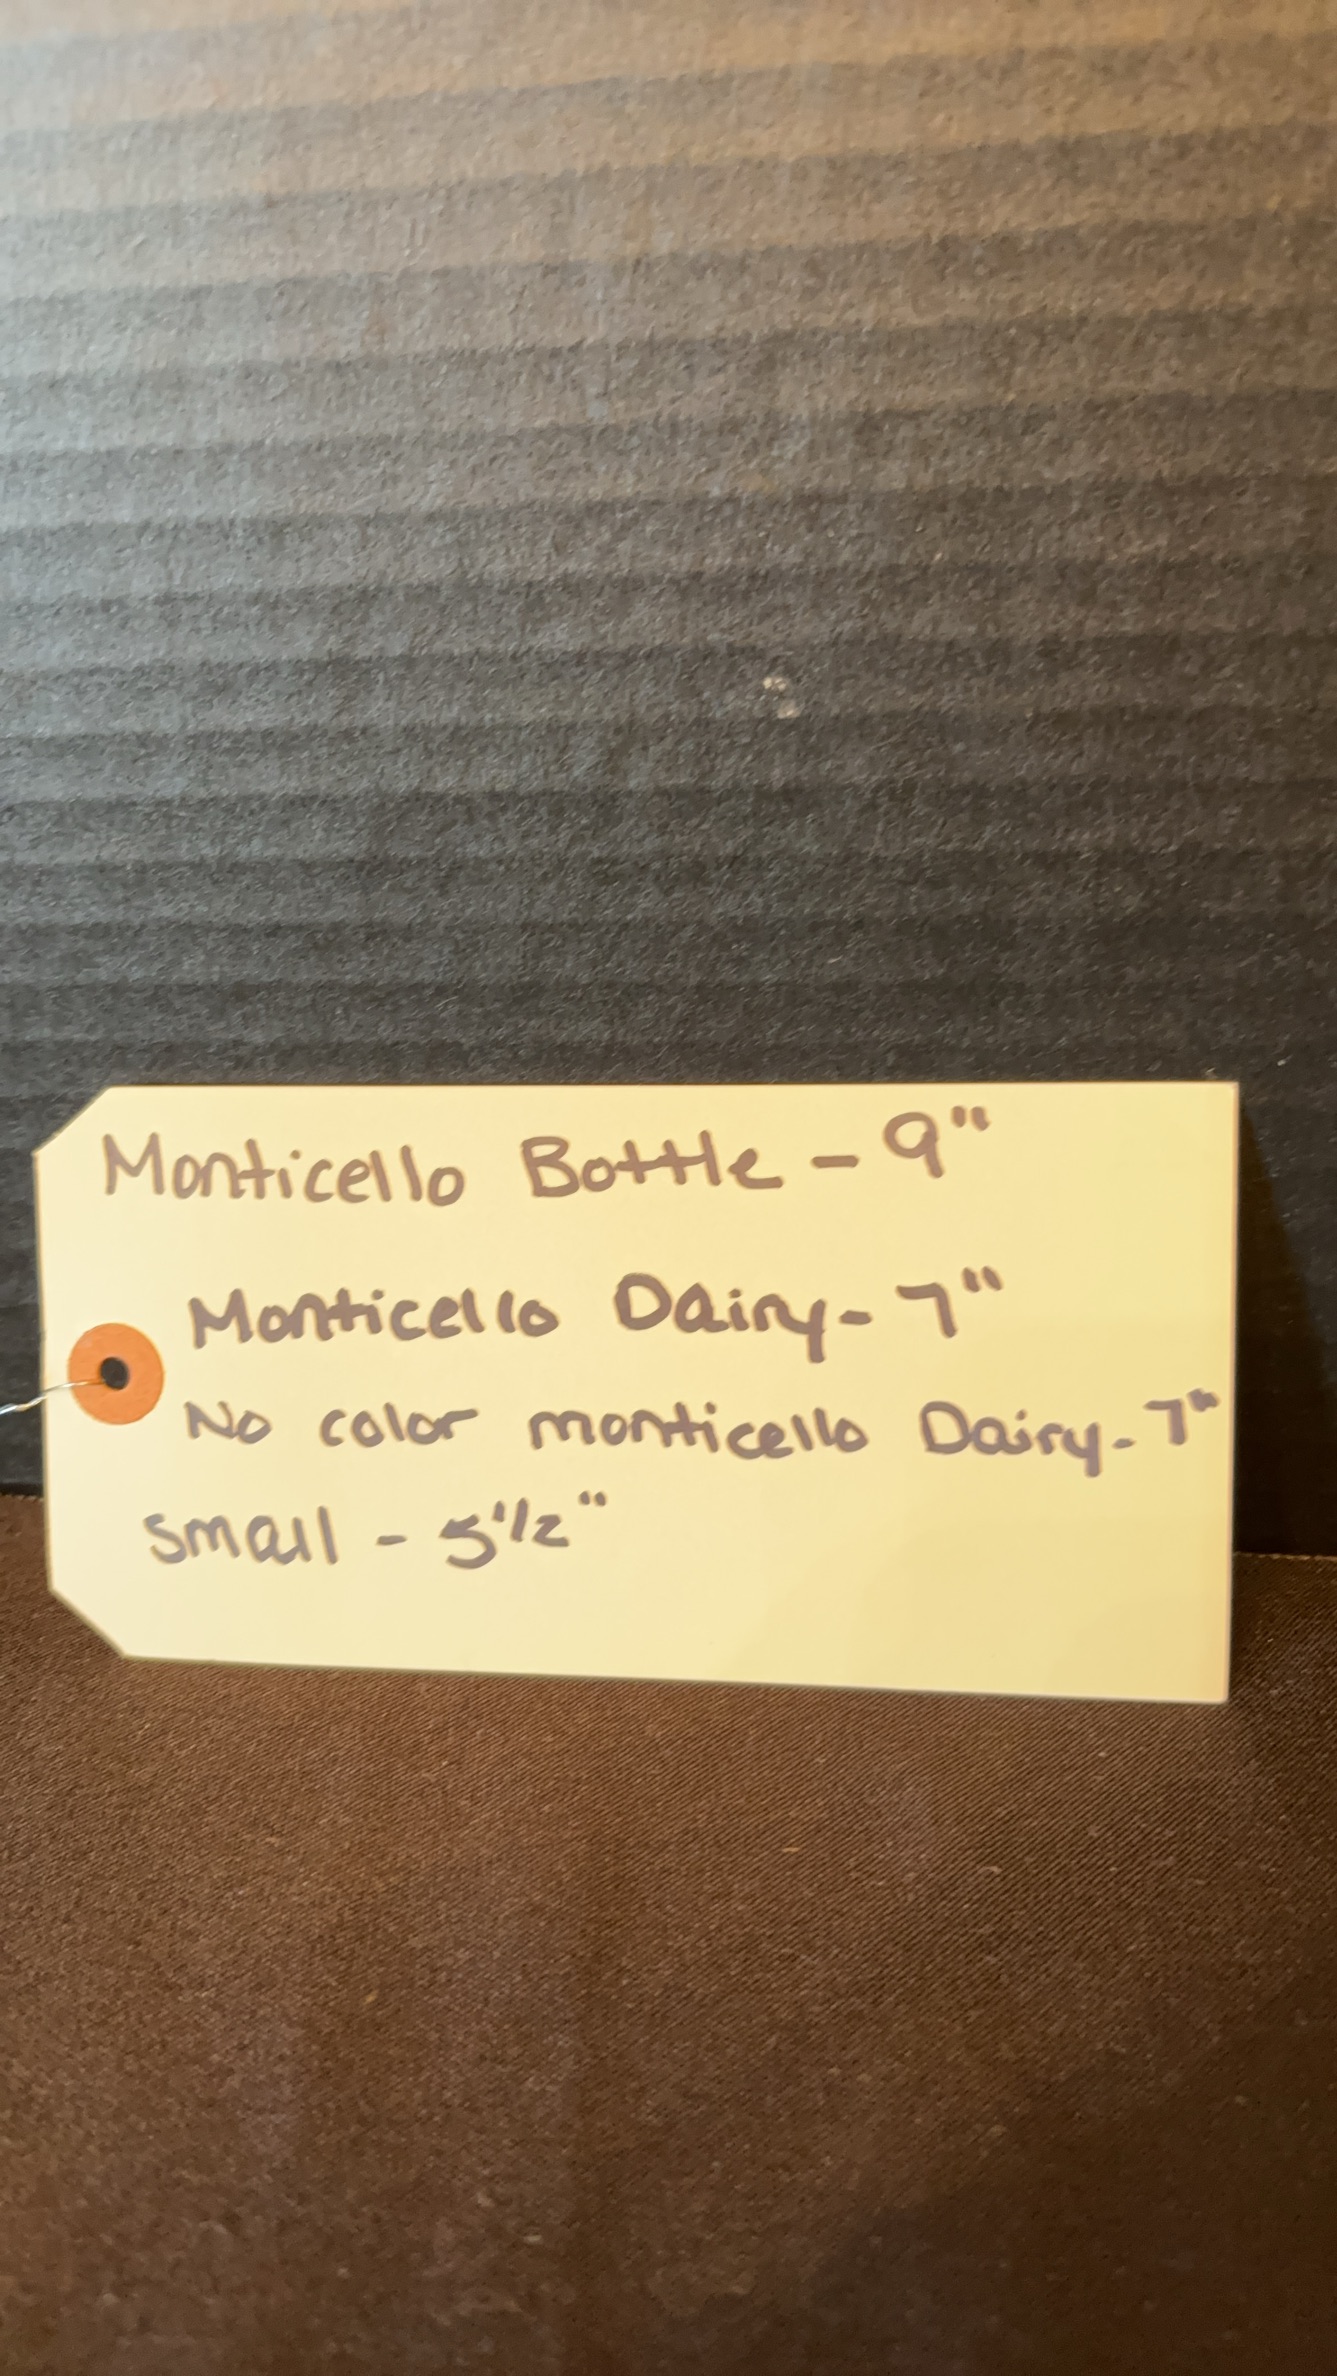 Monticello Bottle - 9"
Monticello Dairy - 7"
No color monticello Dairy - 7"
Small - 5 1/2"